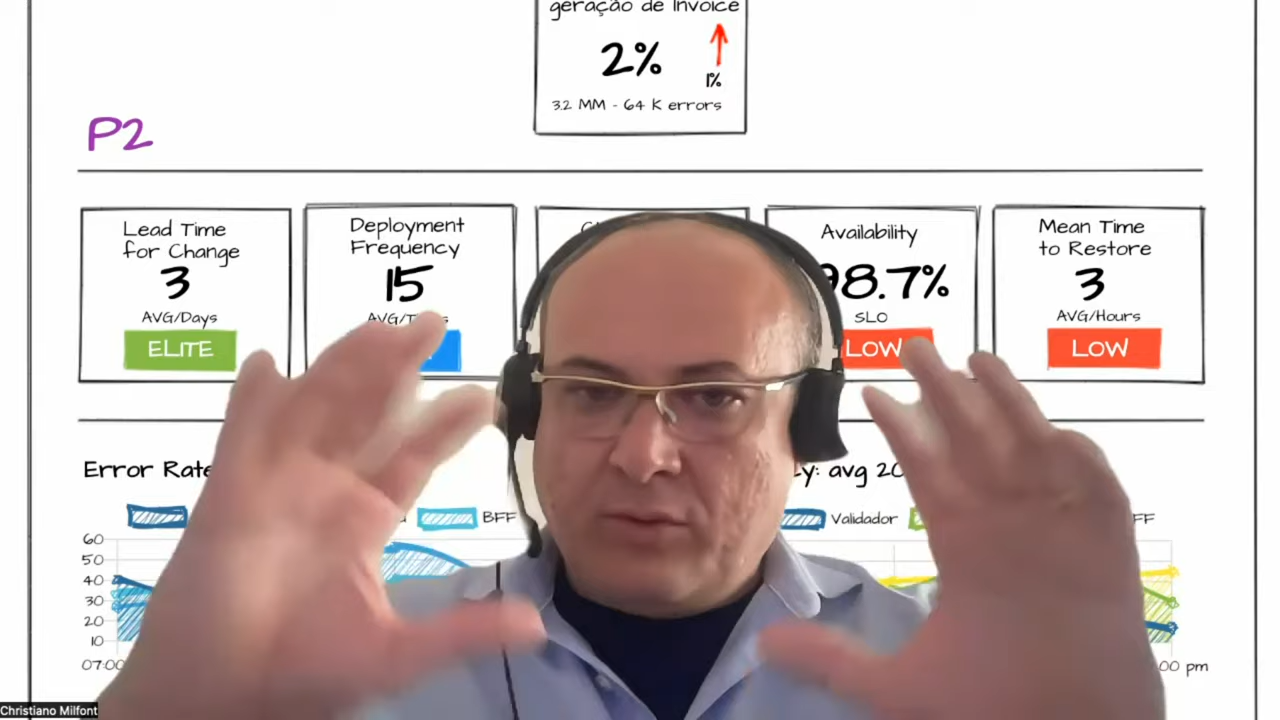 geração de Invoice
2%
1%
3.2 MM - 64 K errors
P2
Lead Time
for Change
3
AVG/Days
ELITE
Deployment
Frequency
15
Availability
98.7%
SLO
LOW
Mean Time
to Restore
3
AVG/Hours
LOW
Error Rate
avg 20
BFF
Validador
60
50
40
30
20
10
07:00
pm
Christiano Milfont